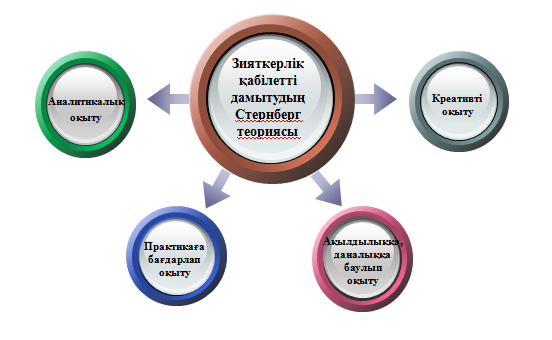 Зияткерлік
қабілетті
дамытудың
Стернберг
теориясы
Аналитикалық
оқыту
Креативті
оқыту
Практикаға
бағдарлап
оқыту
Ақылдылыққа,
даналыққа
баулып
оқыту